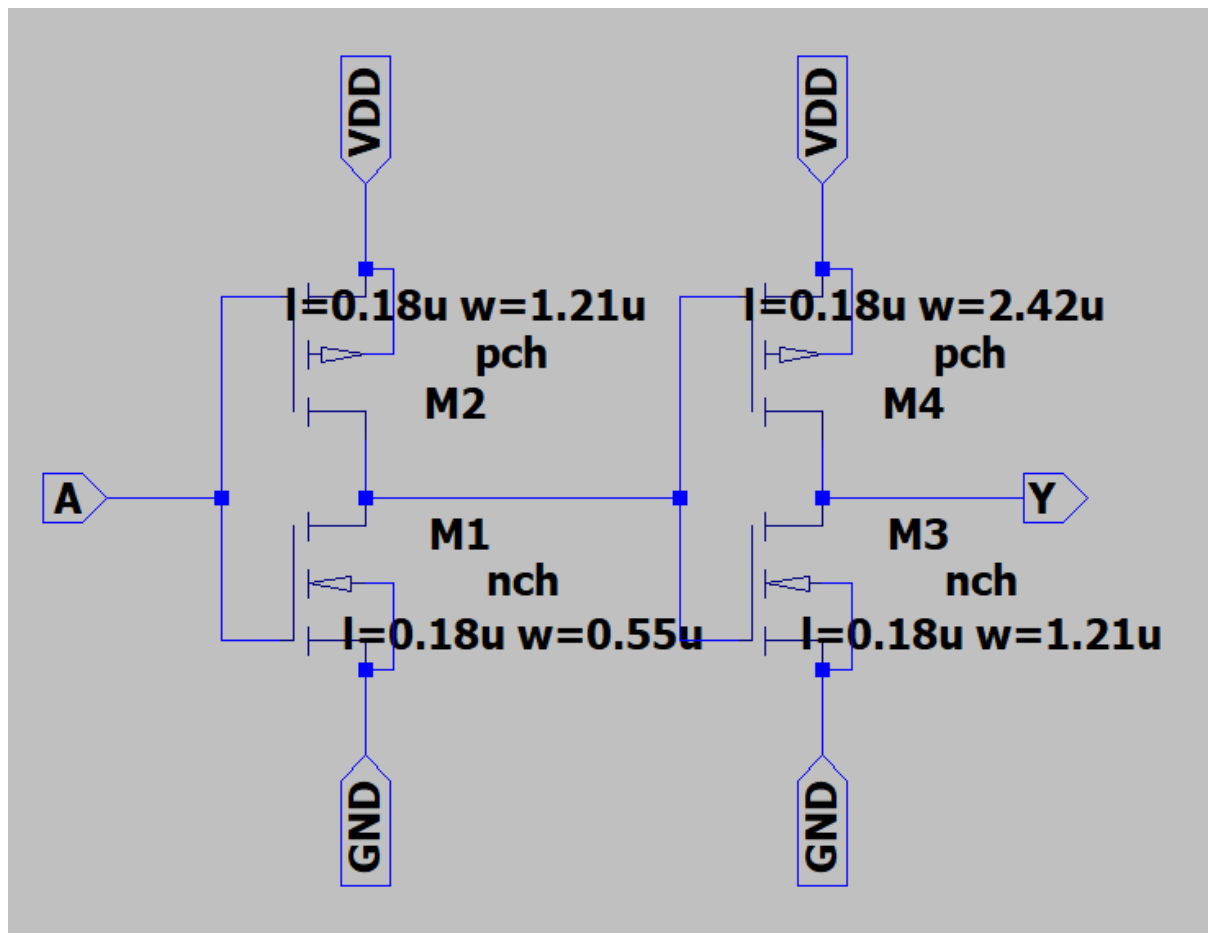 VDD
VDD
l=0.18u w=1.21u
pch
M2
l=0.18u w=2.42u
pch
M4
A
Y
M1
nch
l=0.18u w=0.55u
M3
nch
l=0.18u w=1.21u
GND
GND